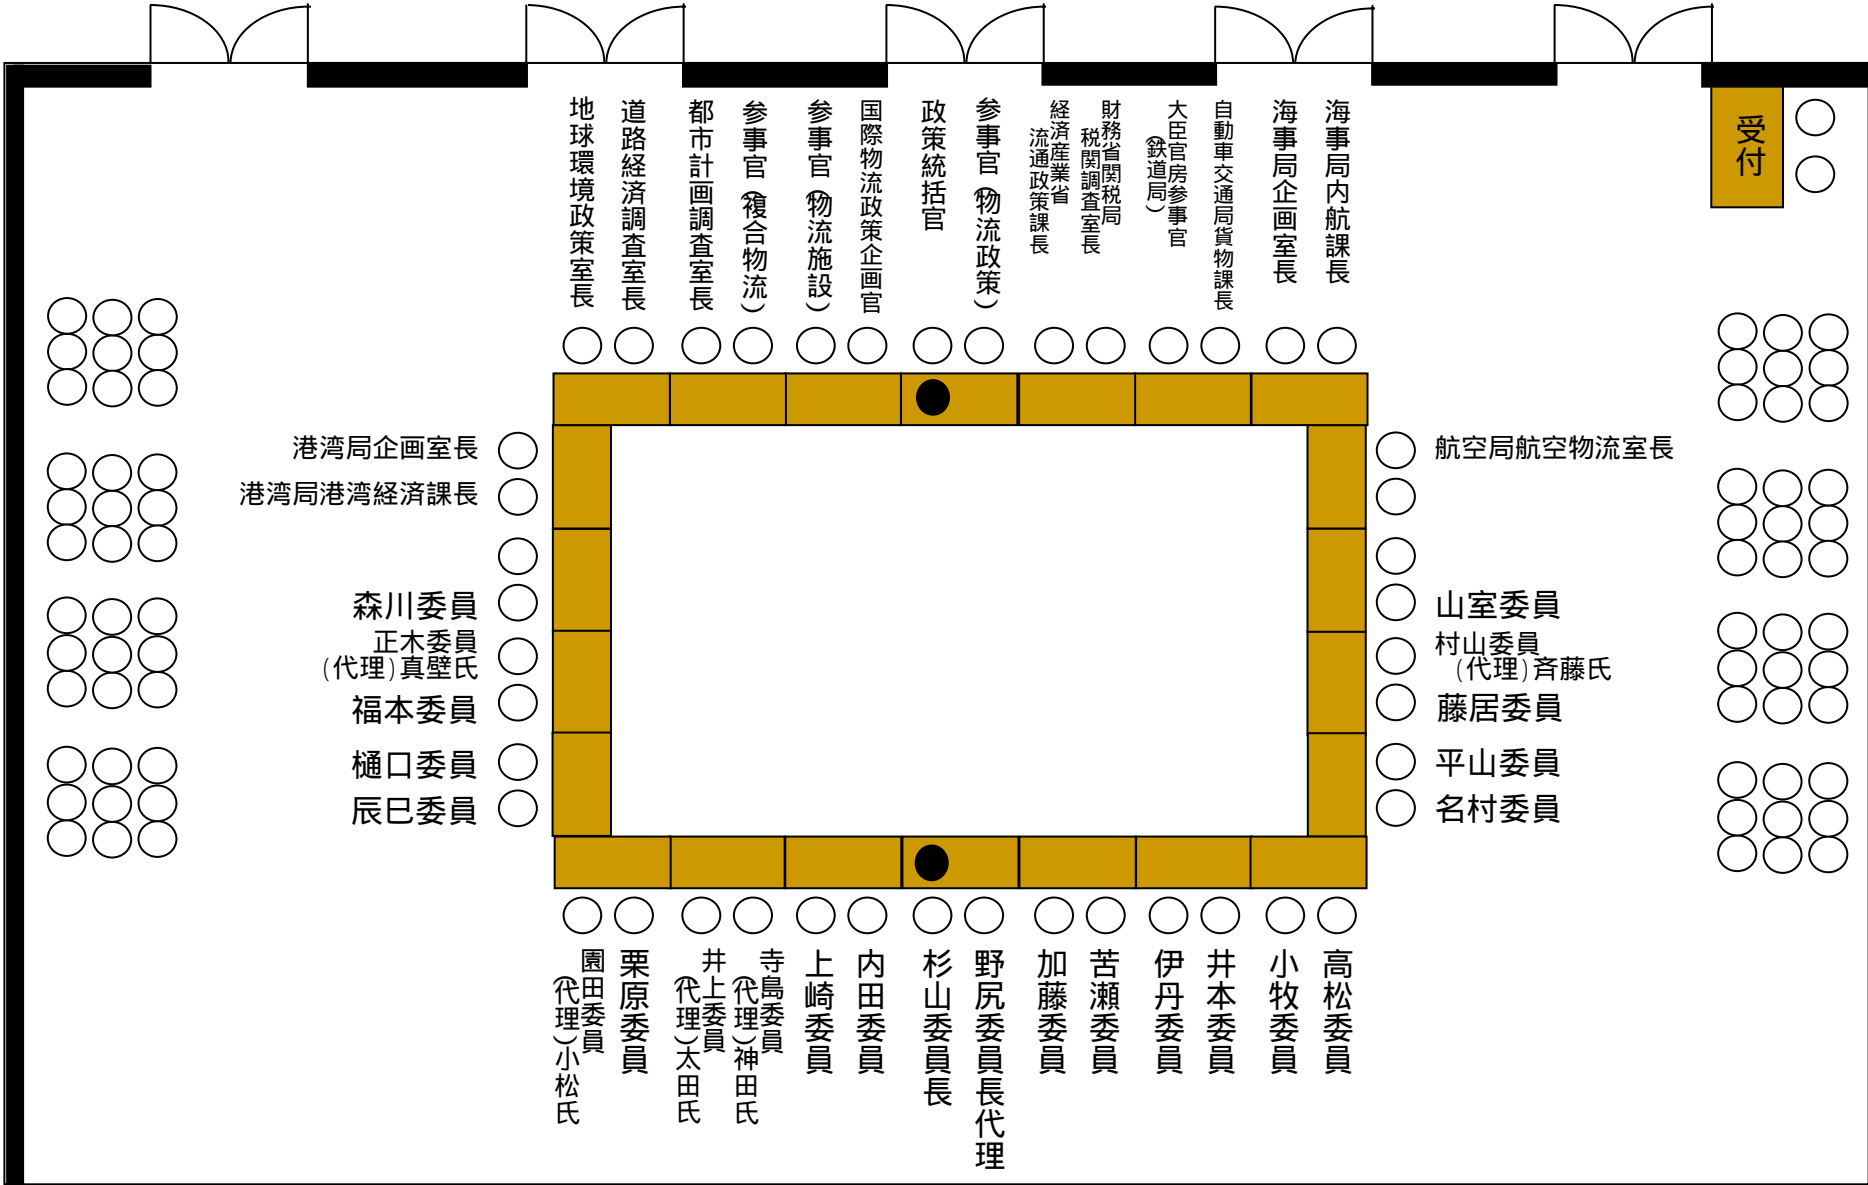 地球環境政策室長
道路経済調査室長
都市計画調査室長
参事官（複合物流）
参事官（物流施設）
国際物流政策企画官
政策統括官
参事官（物流政策）
経済産業省
流通政策課長
財務省関税局
税関調査室長
大臣官房参事官
（鉄道局）
自動車交通局貨物課長
海事局企画室長
海事局内航課長
受付
港湾局企画室長
港湾局港湾経済課長
森川委員
正木委員
（代理）真壁氏
福本委員
樋口委員
辰巳委員
航空局航空物流室長
山室委員
村山委員
（代理）斉藤氏
藤居委員
平山委員
名村委員
園田委員
（代理）小松氏
栗原委員
井上委員
（代理）太田氏
寺島委員
（代理）神田氏
上崎委員
内田委員
杉山委員長
野尻委員長代理
加藤委員
苦瀬委員
伊丹委員
井本委員
小牧委員
高松委員